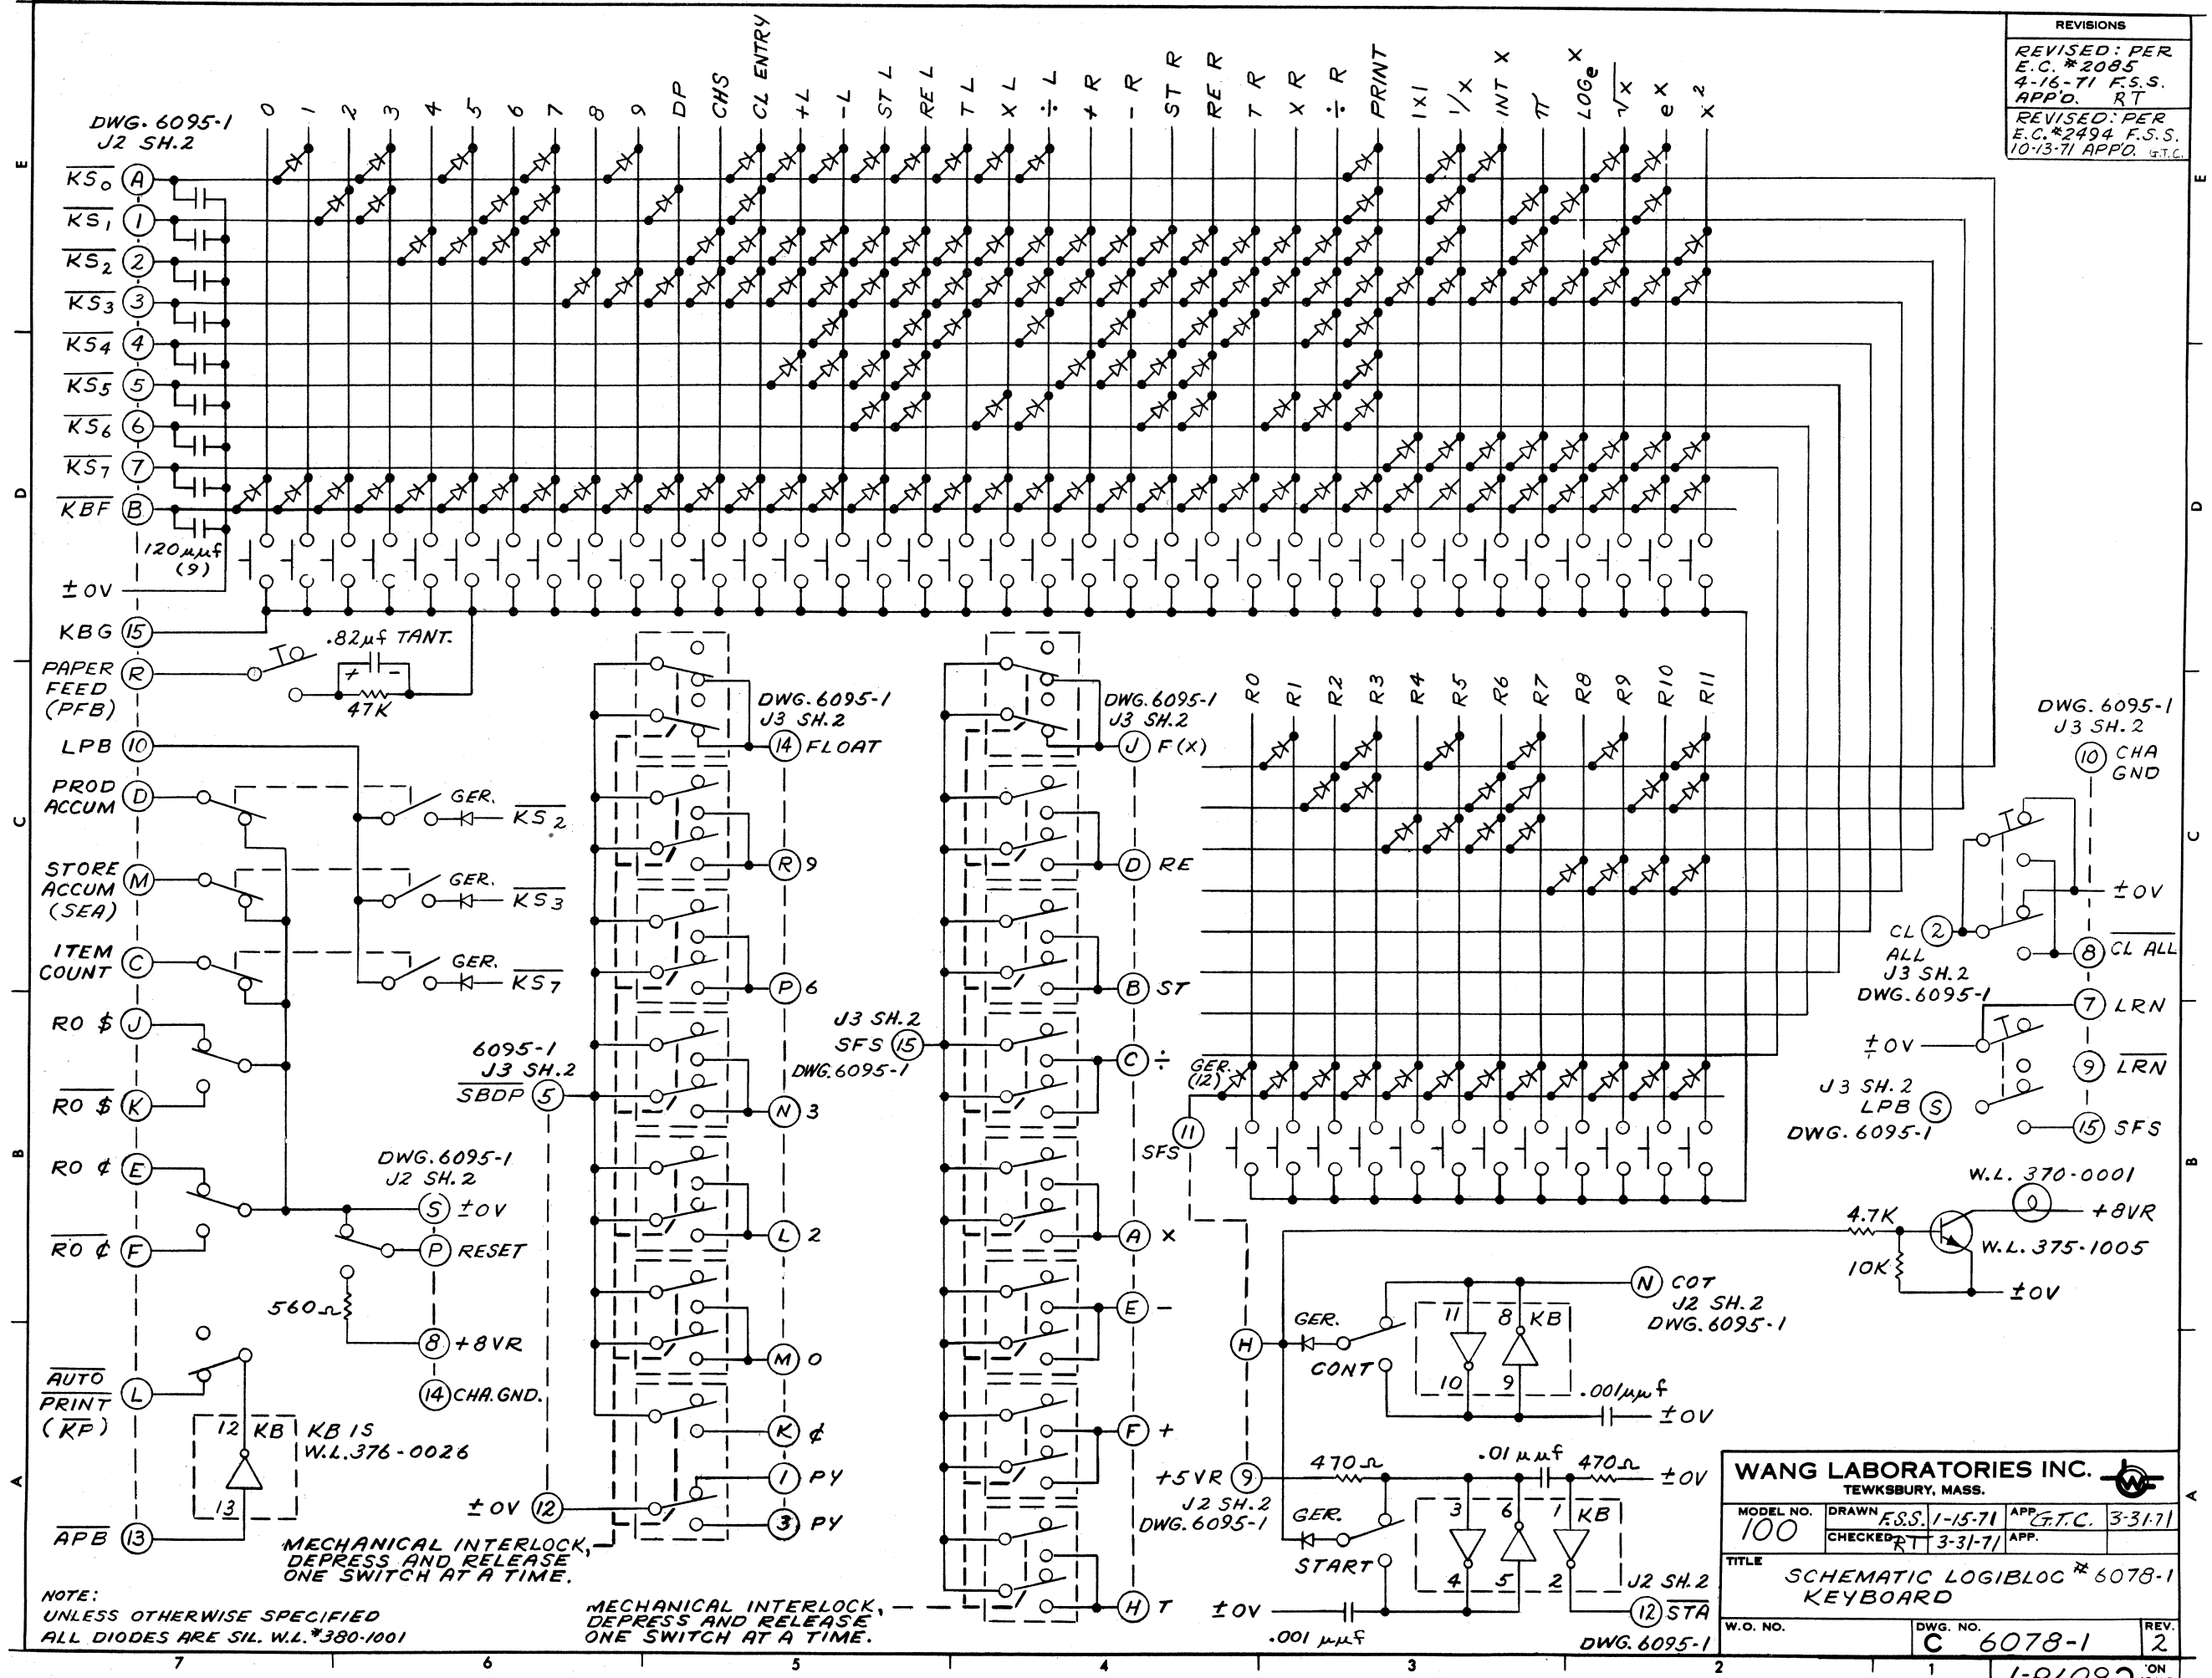 REVISIONS
REVISED: PER
E.C. #2085
4-16-71 F.S.S.
APP'D. RT
REVISED: PER
E.C. #2494 F.S.S.
10-13-71 APP'D. G.T.C.
0 1 2 3 4 5 6 7 8 9 DP CHS CL ENTRY +L -L ST L RE L T L X L ÷ L + R - R ST R RE R T R X R ÷ R PRINT |X| 1/X INT X π LOGe X √X e^X X²
DWG. 6095-1
J2 SH.2
KS0 A
KS1 1
KS2 2
KS3 3
KS4 4
KS5 5
KS6 6
KS7 7
KBF B
120μμf
(9)
±0V
KBG 15
.82μf TANT.
+ -
47K
PAPER
FEED
(PFB)
R
LPB 10
PROD
ACCUM
D
GER.
KS2
STORE
ACCUM
(SEA)
M
GER.
KS3
ITEM
COUNT
C
GER.
KS7
RO $ J
RO $ K
RO ¢ E
RO ¢ F
DWG. 6095-1
J2 SH.2
S ±0V
P RESET
560Ω
8 +8VR
14 CHA. GND.
AUTO
PRINT
(KP)
L
12 KB
13
KB IS
W.L. 376-0026
APB 13
MECHANICAL INTERLOCK,
DEPRESS AND RELEASE
ONE SWITCH AT A TIME.
NOTE:
UNLESS OTHERWISE SPECIFIED
ALL DIODES ARE SIL. W.L. #380-1001
DWG. 6095-1
J3 SH.2
14 FLOAT
R 9
P 6
N 3
L 2
M 0
K ¢
1 PY
3 PY
6095-1
J3 SH.2
SBDP 5
±0V 12
MECHANICAL INTERLOCK,
DEPRESS AND RELEASE
ONE SWITCH AT A TIME.
DWG. 6095-1
J3 SH.2
J F(X)
D RE
B ST
C ÷
A X
E -
F +
H T
J3 SH.2
SFS 15
DWG. 6095-1
R0 R1 R2 R3 R4 R5 R6 R7 R8 R9 R10 R11
GER.
(12)
11
SFS
H
+5VR 9
J2 SH.2
DWG. 6095-1
DWG. 6095-1
J3 SH.2
10 CHA
GND
±0V
CL 2
ALL
J3 SH.2
DWG. 6095-1
8 CL ALL
7 LRN
±0V
9 LRN
J3 SH.2
LPB S
DWG. 6095-1
15 SFS
W.L. 370-0001
+8VR
4.7K
W.L. 375-1005
10K
±0V
N COT
J2 SH.2
DWG. 6095-1
GER.
CONT
11 8 KB
10 9
.001μμf
±0V
470Ω
.01μμf
470Ω
±0V
GER.
START
3 6 1 KB
4 5 2
J2 SH.2
12 STA
DWG. 6095-1
±0V
.001μμf
WANG LABORATORIES INC.
TEWKSBURY, MASS.
W
MODEL NO.
100
DRAWN F.S.S. 1-15-71 APP. G.T.C. 3-31-71
CHECKED RT 3-31-71 APP.
TITLE
SCHEMATIC LOGIBLOC #6078-1
KEYBOARD
W.O. NO.
DWG. NO.
C 6078-1
REV.
2
E D C B A
E D C B A
7 6 5 4 3 2 1